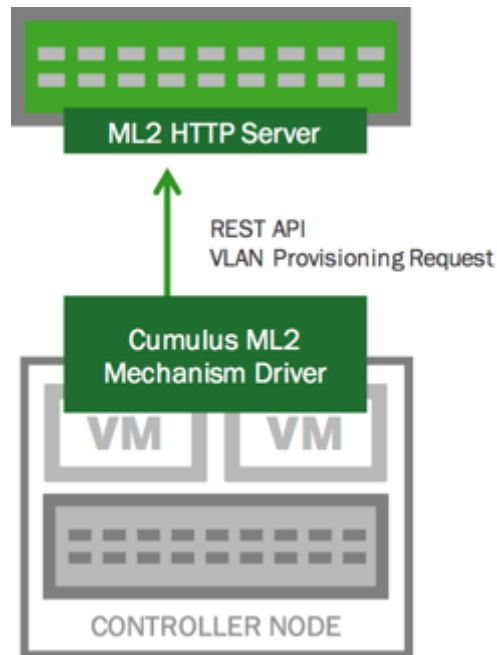 ML2 HTTP Server
REST API
VLAN Provisioning Request
Cumulus ML2
Mechanism Driver
VM VM
CONTROLLER NODE